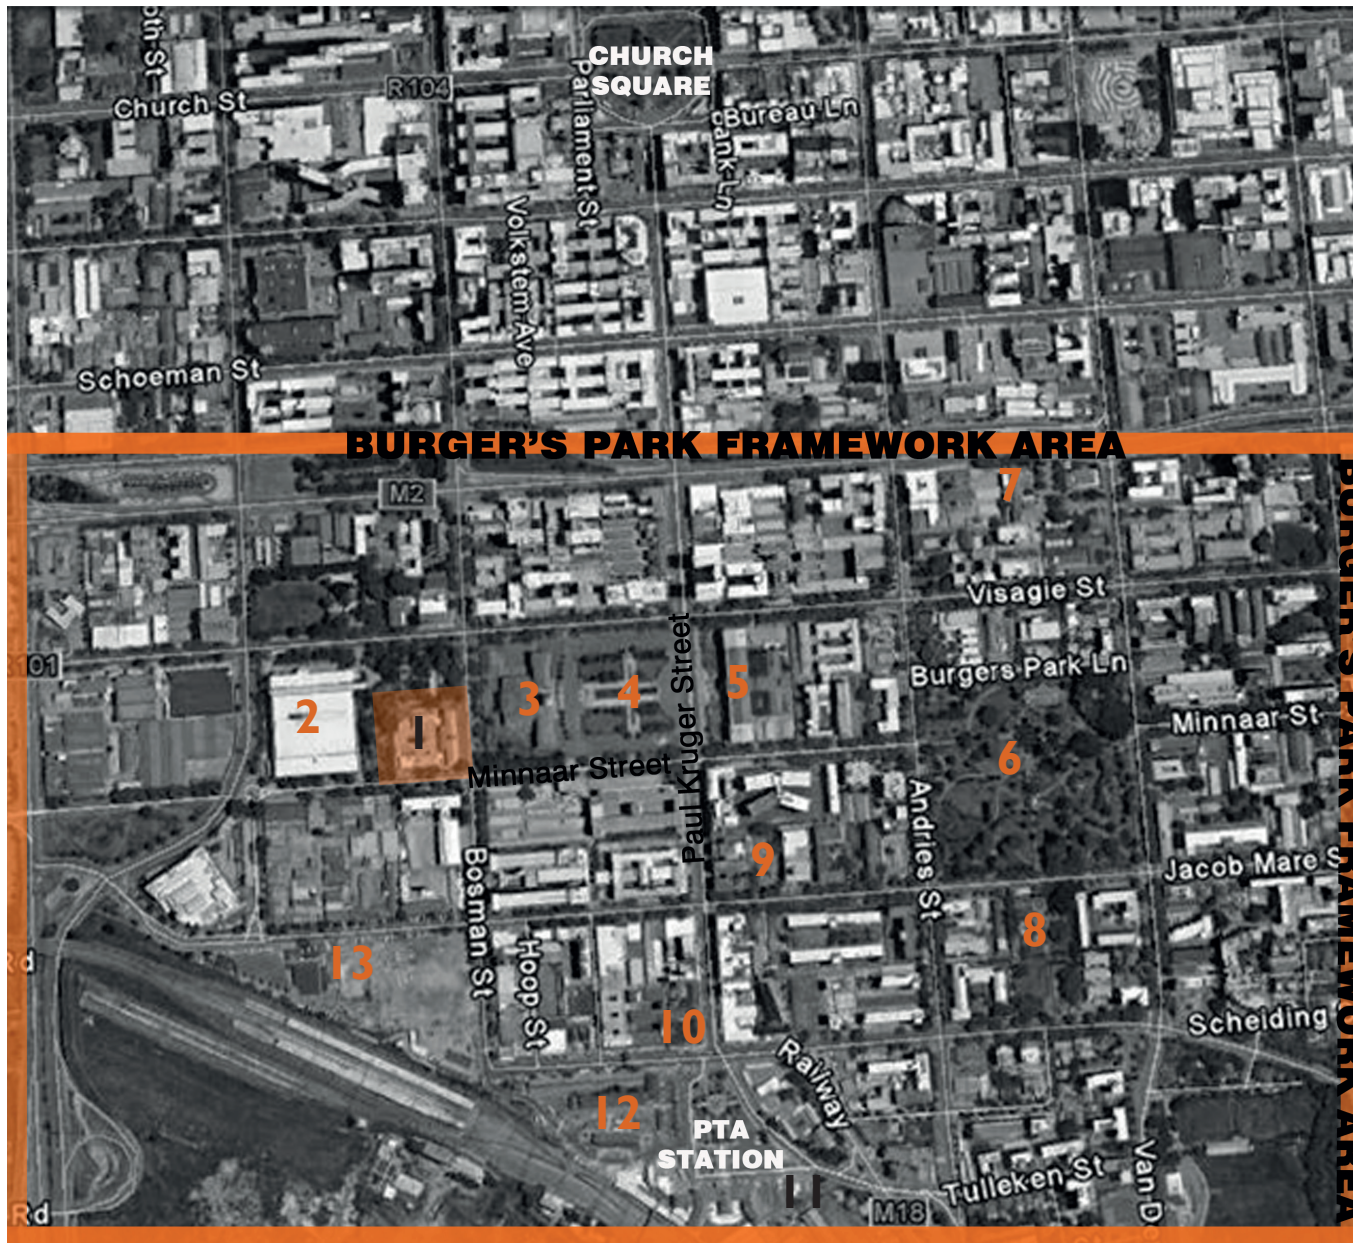 CHURCH
SQUARE
Church St
R104
Parliament St
Bureau Ln
Volkstem Ave
Schoeman St
BURGER'S PARK FRAMEWORK AREA
M2
7
Visagie St
Burgers Park Ln
Paul Kruger Street
2
1
3
4
5
6
Minnaar St
Minnaar Street
Andries St
9
Jacob Mare S
Bosman St
8
13
Hoop St
10
Scheiding
Railway
12
PTA
STATION
11
M18
Tulleken St
Van D
Rd
BURGER'S PARK FRAMEWORK AREA